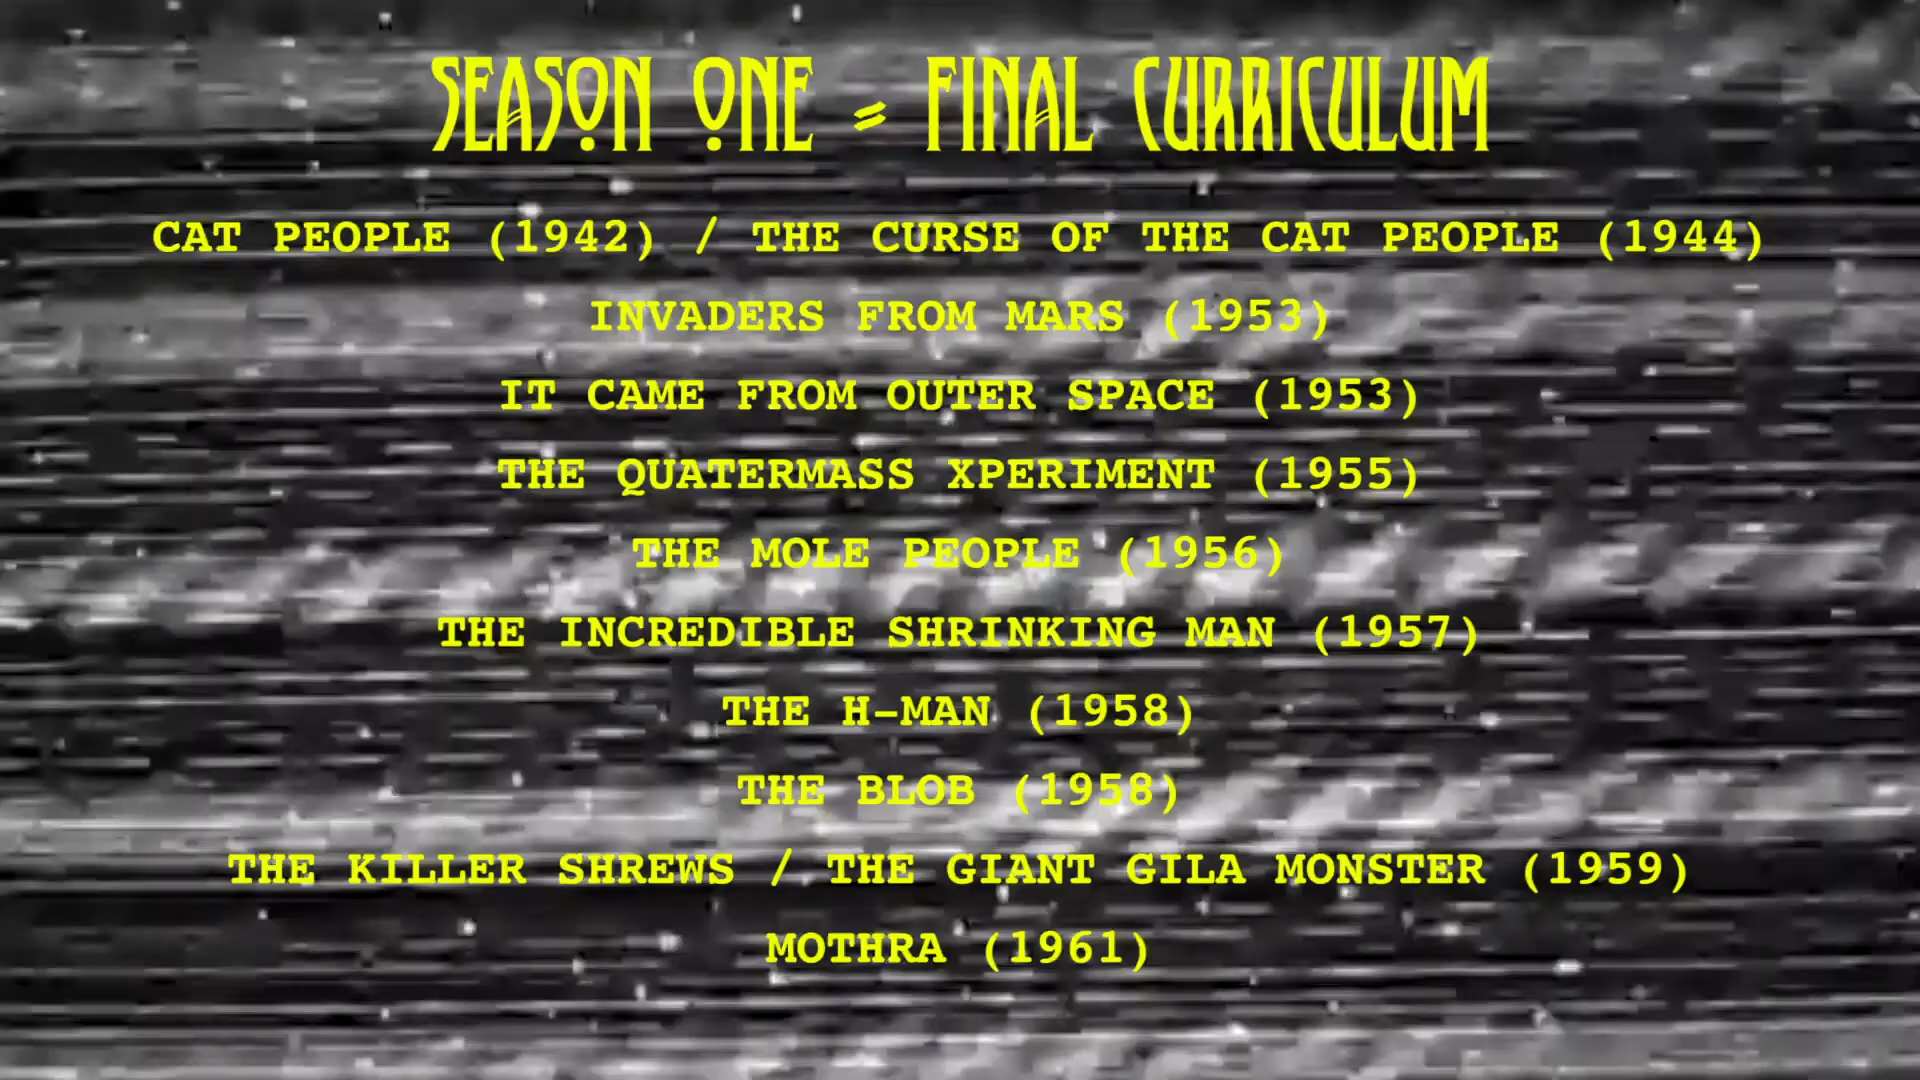 SEASON ONE = FINAL CURRICULUM
CAT PEOPLE (1942) / THE CURSE OF THE CAT PEOPLE (1944)
INVADERS FROM MARS (1953)
IT CAME FROM OUTER SPACE (1953)
THE QUATERMASS XPERIMENT (1955)
THE MOLE PEOPLE (1956)
THE INCREDIBLE SHRINKING MAN (1957)
THE H-MAN (1958)
THE BLOB (1958)
THE KILLER SHREWS / THE GIANT GILA MONSTER (1959)
MOTHRA (1961)